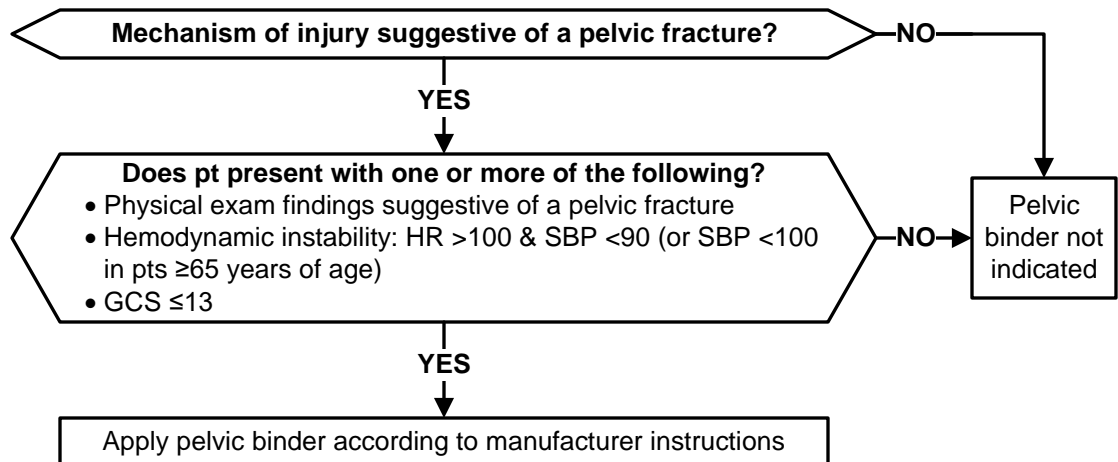 Mechanism of injury suggestive of a pelvic fracture?
NO
YES
Does pt present with one or more of the following?
• Physical exam findings suggestive of a pelvic fracture
• Hemodynamic instability: HR >100 & SBP <90 (or SBP <100
in pts ≥65 years of age)
• GCS ≤13
NO
Pelvic
binder not
indicated
YES
Apply pelvic binder according to manufacturer instructions